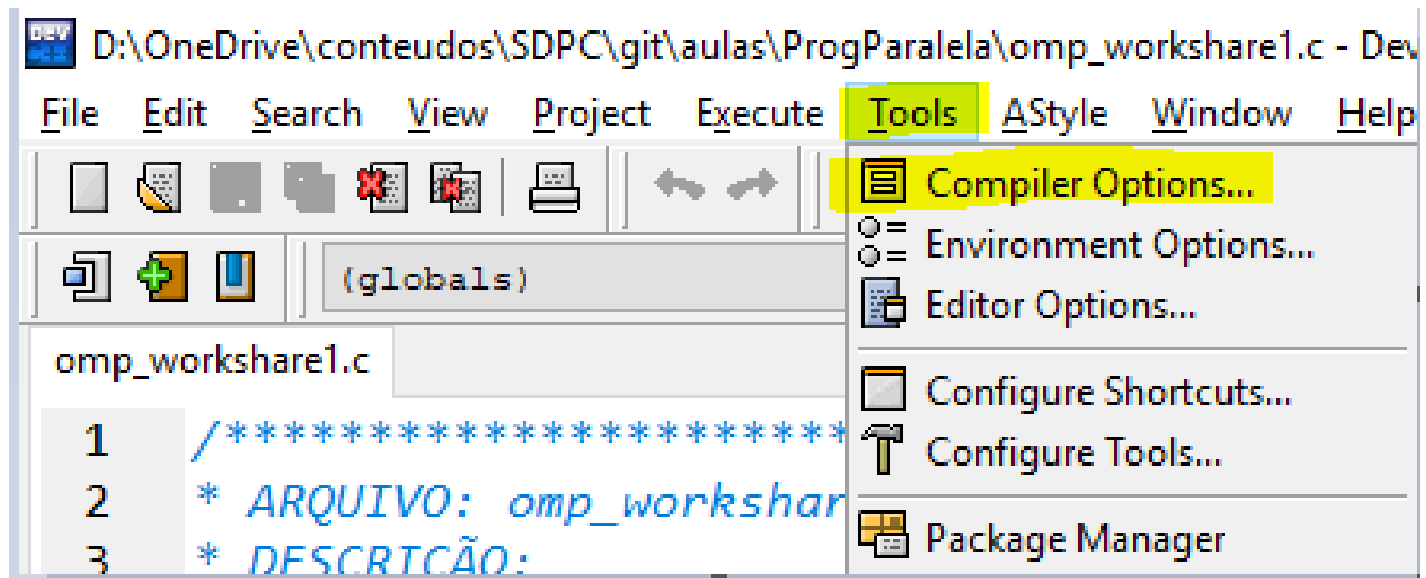 DEV D:\OneDrive\conteudos\SDPC\git\aulas\ProgParalela\omp_workshare1.c - Dev
File Edit Search View Project Execute Tools AStyle Window Help
Compiler Options...
Environment Options...
(globals)
Editor Options...
omp_workshare1.c
Configure Shortcuts...
1 /**********************
Configure Tools...
2 * ARQUIVO: omp_workshar
Package Manager
3 * DESCRIÇÃO: